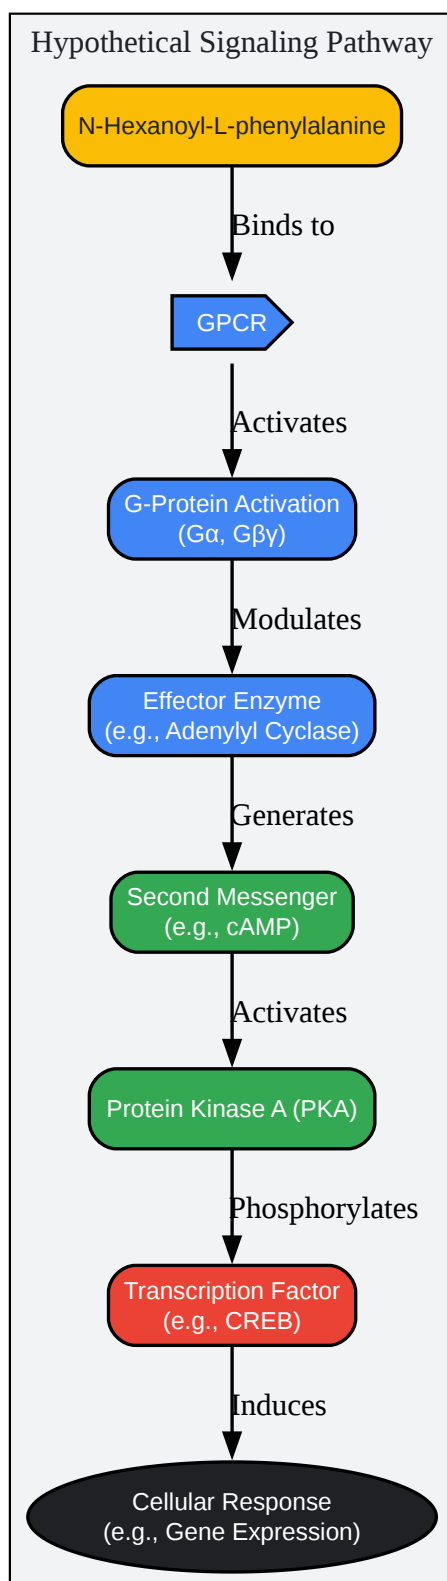 Hypothetical Signaling Pathway
N-Hexanoyl-L-phenylalanine
Binds to
GPCR
Activates
G-Protein Activation
(Gα, Gβγ)
Modulates
Effector Enzyme
(e.g., Adenylyl Cyclase)
Generates
Second Messenger
(e.g., cAMP)
Activates
Protein Kinase A (PKA)
Phosphorylates
Transcription Factor
(e.g., CREB)
Induces
Cellular Response
(e.g., Gene Expression)